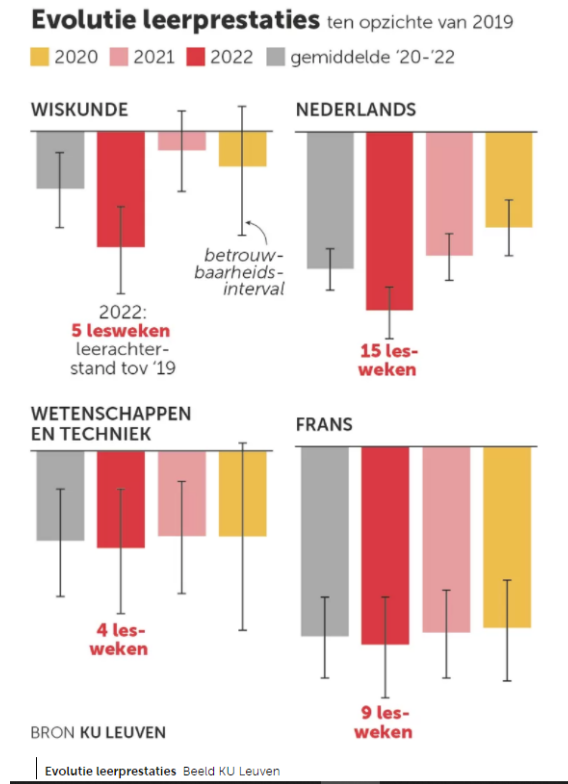 Evolutie leerprestaties ten opzichte van 2019
2020 2021 2022 gemiddelde ‘20-’22
WISKUNDE
betrouw-
baarheids-
interval
2022:
5 lesweken
leerachter-
stand tov ’19
NEDERLANDS
15 les-
weken
WETENSCHAPPEN
EN TECHNIEK
4 les-
weken
FRANS
9 les-
weken
BRON KU LEUVEN
Evolutie leerprestaties Beeld KU Leuven